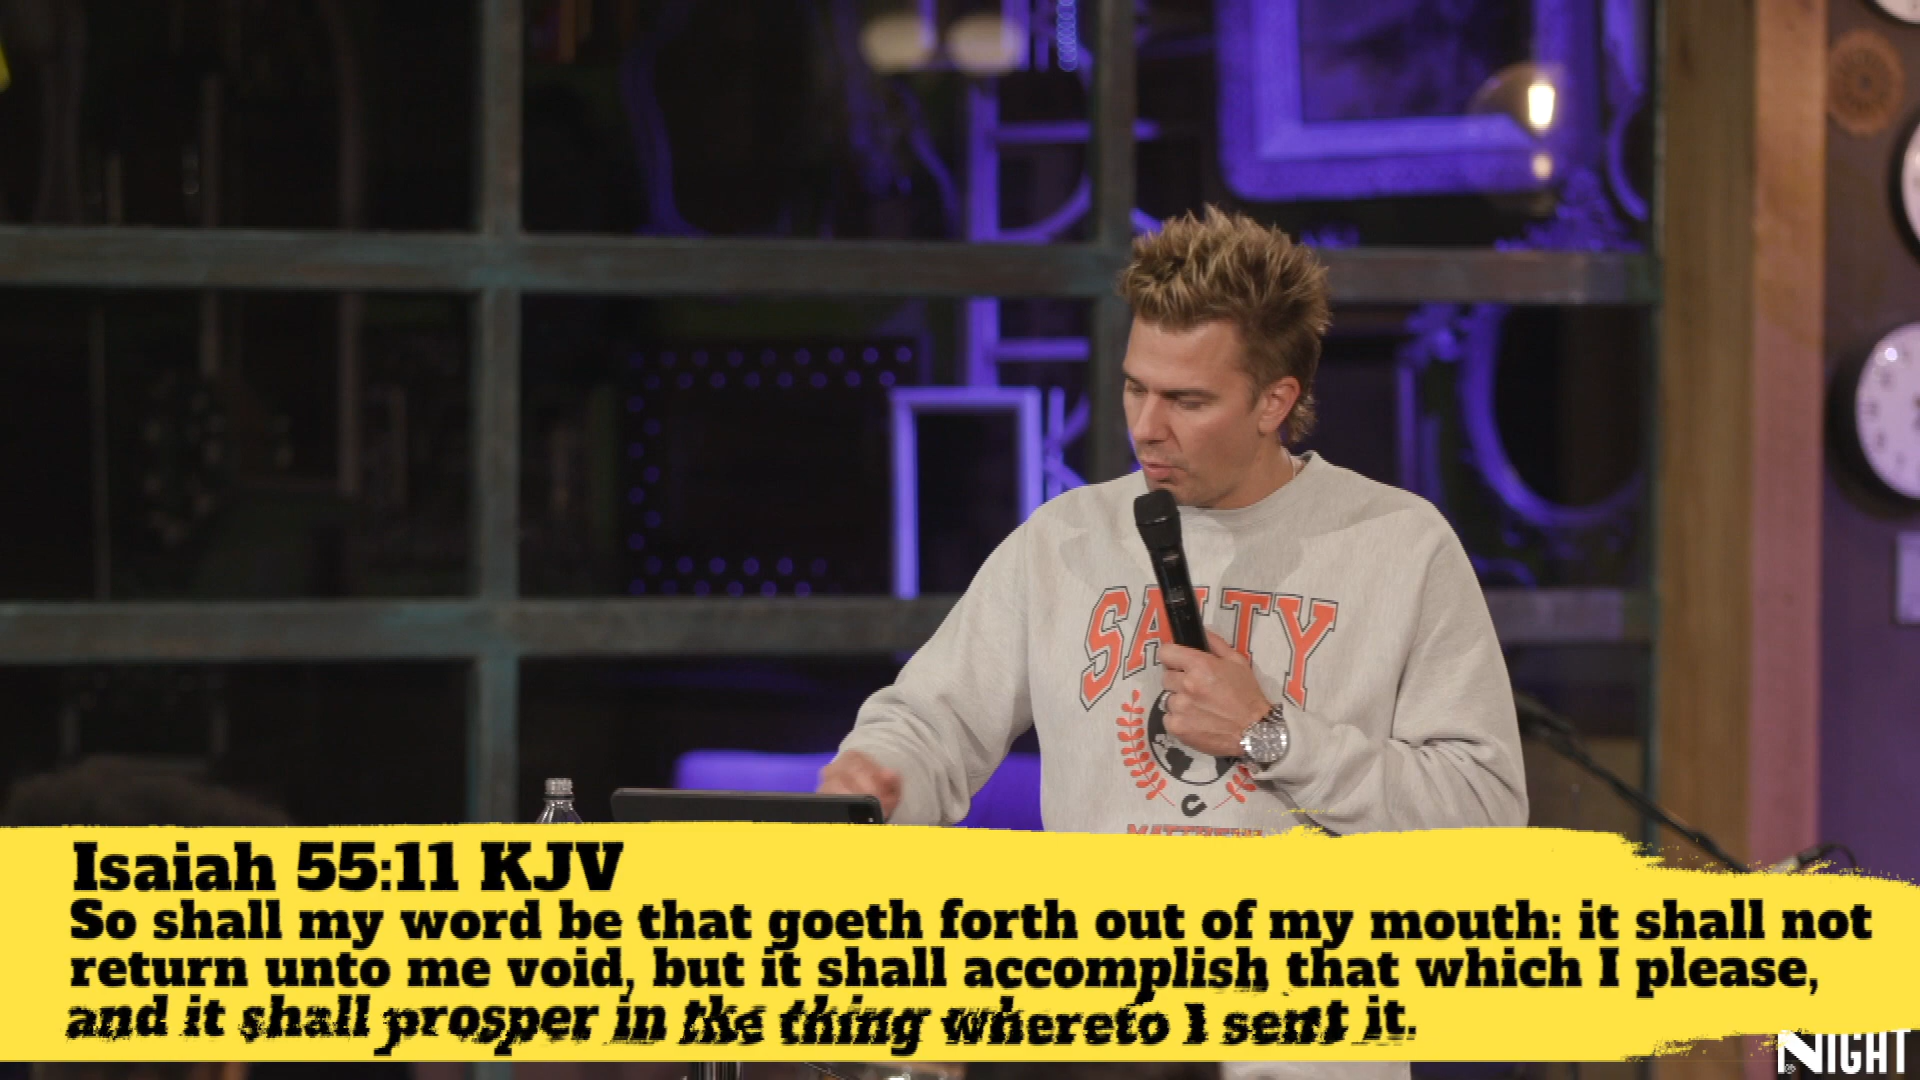 SALTY
Isaiah 55:11 KJV
So shall my word be that goeth forth out of my mouth: it shall not
return unto me void, but it shall accomplish that which I please,
and it shall prosper in the thing whereto I sent it.
NIGHT